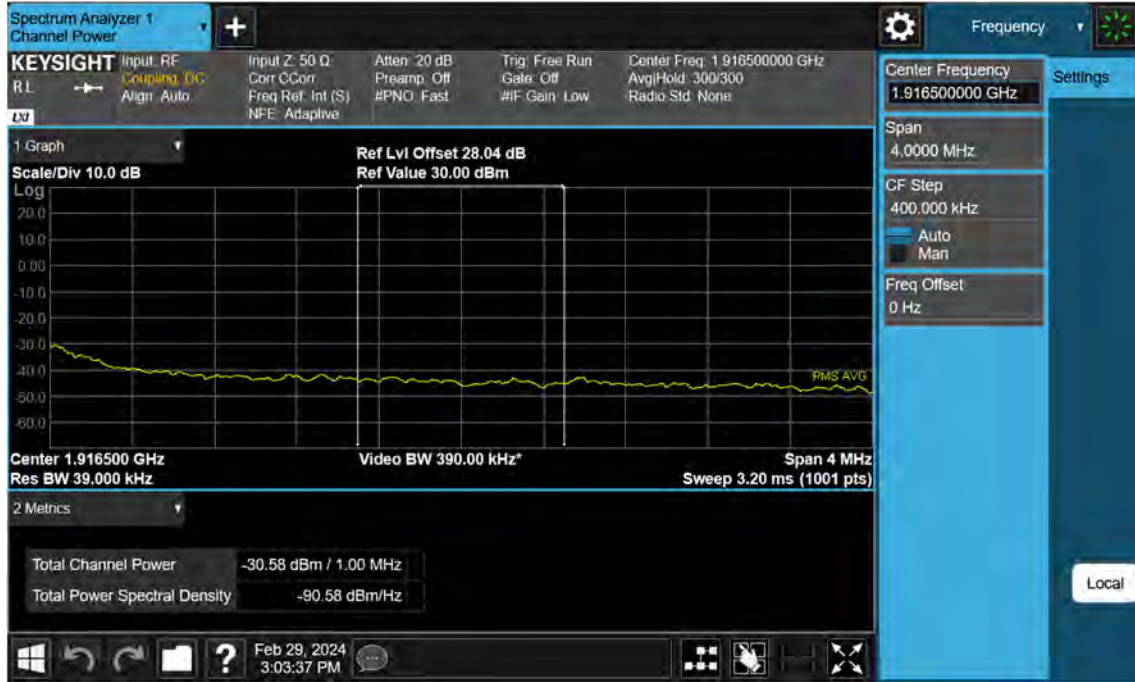 Spectrum Analyzer 1
Channel Power
+
Frequency
KEYSIGHT
RL
LXI
Input: RF
Coupling: DC
Align: Auto
Input Z: 50 Ω
Corr CCorr
Freq Ref: Int (S)
NFE: Adaptive
Atten: 20 dB
Preamp: Off
#PNO: Fast
Trig: Free Run
Gate: Off
#IF Gain: Low
Center Freq: 1.916500000 GHz
Avg|Hold: 300/300
Radio Std: None
Center Frequency
1.916500000 GHz
Settings
Span
4.0000 MHz
CF Step
400.000 kHz
Auto
Man
Freq Offset
0 Hz
Local
1 Graph
Scale/Div 10.0 dB
Ref Lvl Offset 28.04 dB
Ref Value 30.00 dBm
Log
20.0
10.0
0.00
-10.0
-20.0
-30.0
-40.0
-50.0
-60.0
RMS AVG
Center 1.916500 GHz
Video BW 390.00 kHz*
Span 4 MHz
Res BW 39.000 kHz
Sweep 3.20 ms (1001 pts)
2 Metrics
Total Channel Power -30.58 dBm / 1.00 MHz
Total Power Spectral Density -90.58 dBm/Hz
?
Feb 29, 2024
3:03:37 PM